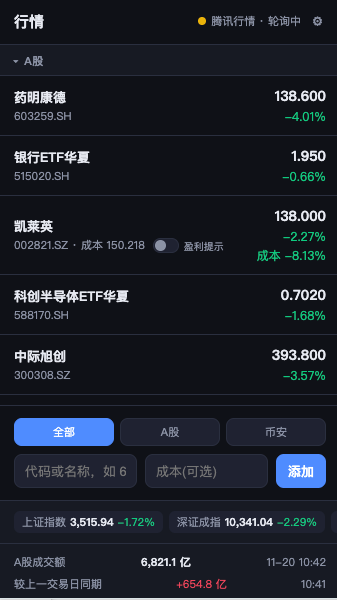 行情
腾讯行情 · 轮询中
A股
药明康德 138.600
603259.SH −4.01%
银行ETF华夏 1.950
515020.SH −0.66%
凯莱英 138.000
002821.SZ · 成本 150.218 盈利提示 −2.27%
成本 −8.13%
科创半导体ETF华夏 0.7020
588170.SH −1.68%
中际旭创 393.800
300308.SZ −3.57%
全部 A股 币安
代码或名称，如 6 成本(可选) 添加
上证指数 3,515.94 −1.72% 深证成指 10,341.04 −2.29%
A股成交额 6,821.1 亿 11–20 10:42
较上一交易日同期 +654.8 亿 10:41